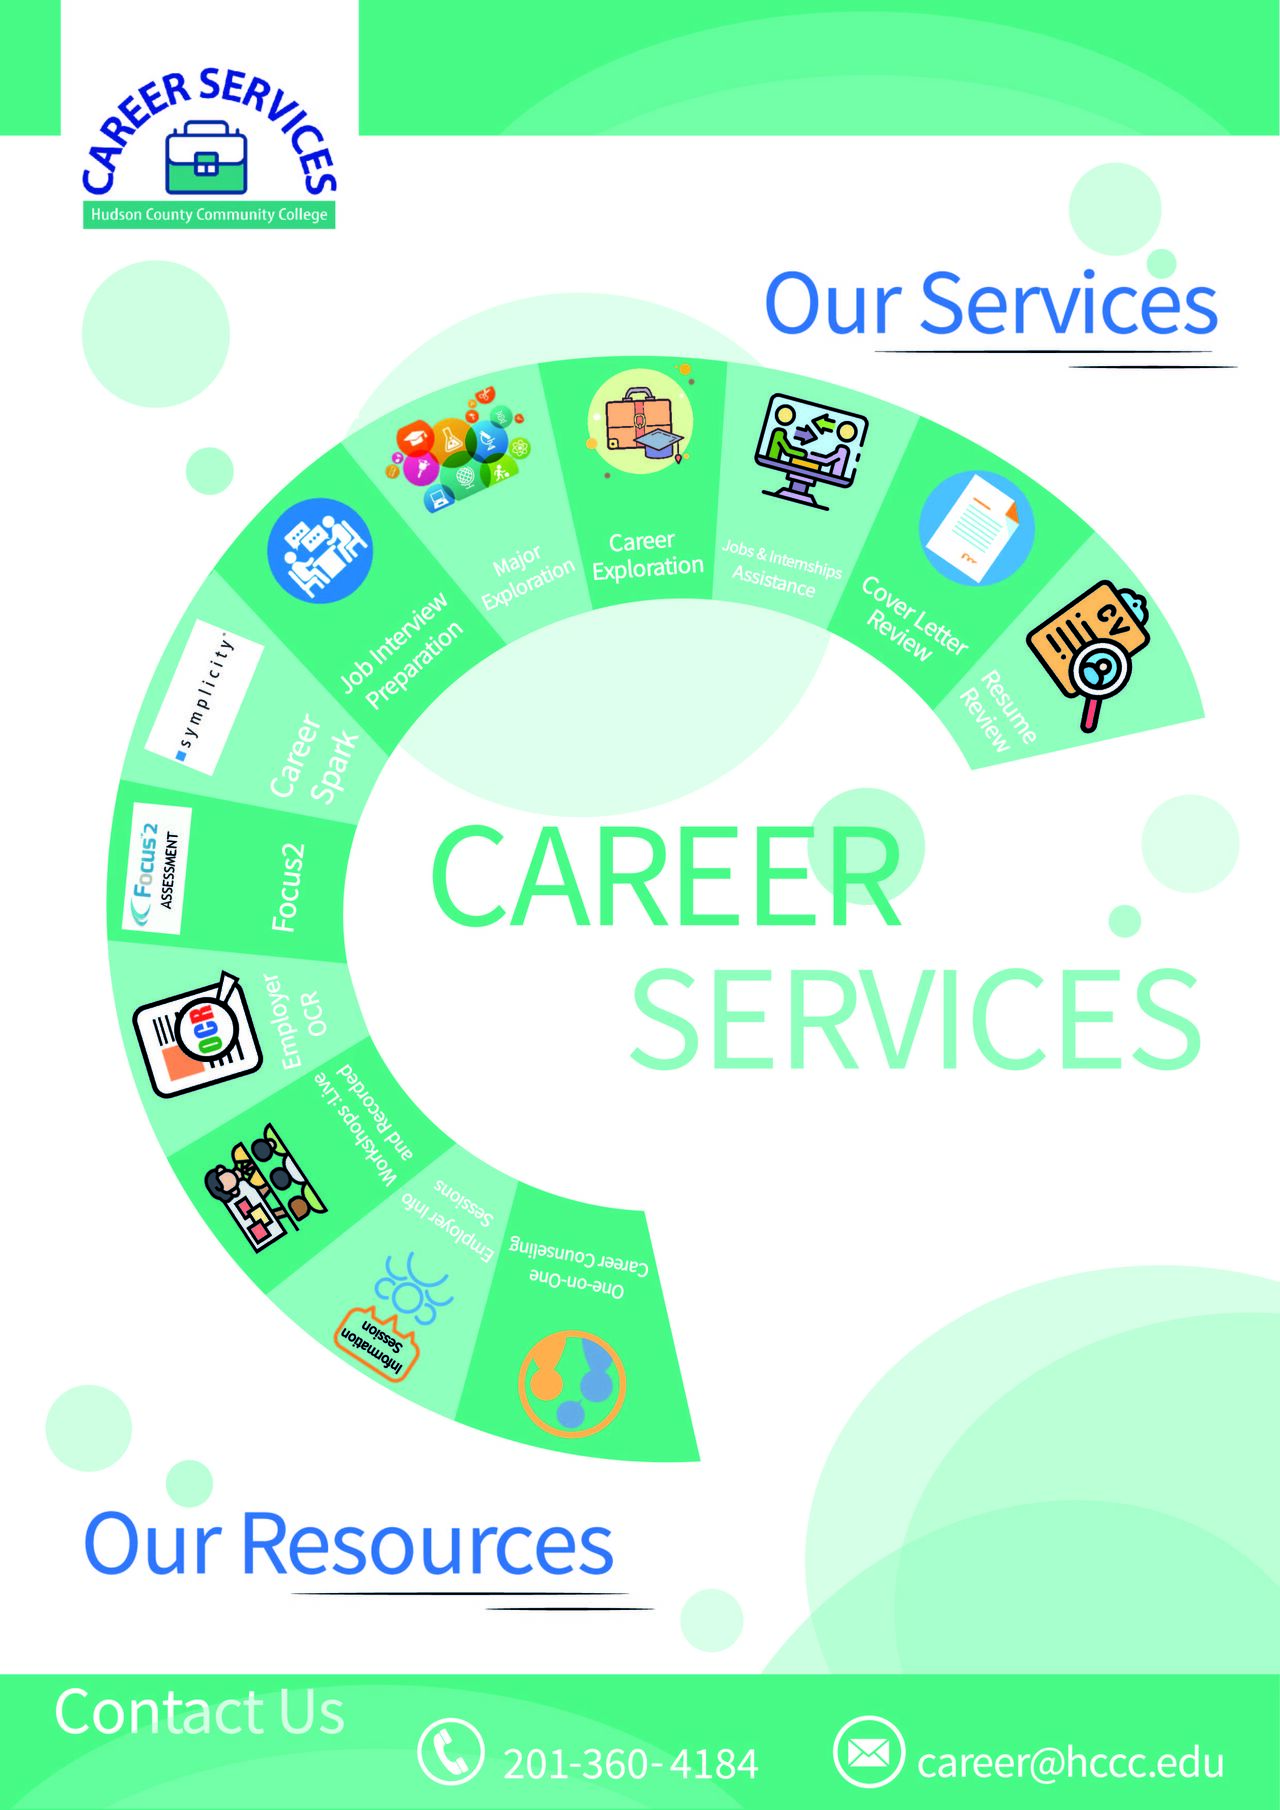 CAREER SERVICES
Hudson County Community College
Our Services
Resume
Review
CV
Cover Letter
Review
Jobs & Internships
Assistance
Career
Exploration
Major
Exploration
Job Interview
Preparation
Career
Spark
symplicity
Focus2
Focus 2
ASSESSMENT
Employer
OCR
OCR
Workshops :Live
and Recorded
Employer Info
Sessions
Information
Session
One-on-One
Career Counseling
CAREER
SERVICES
Our Resources
Contact Us
201-360- 4184
career@hccc.edu